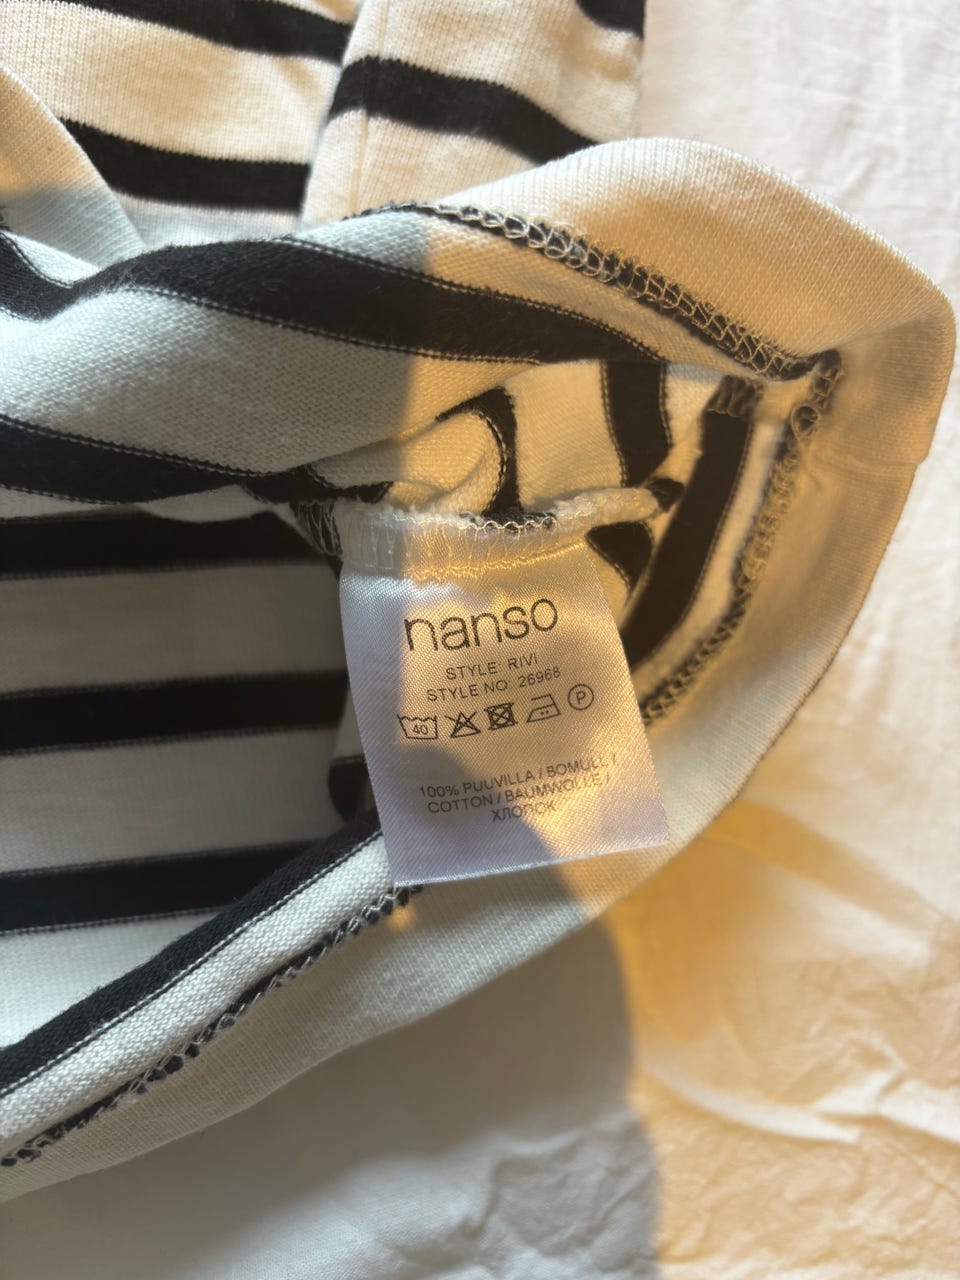 nanso
STYLE RIVI
STYLE NO 26968
40 P
100% PUUVILLA / BOMULL /
COTTON / BAUMWOLLE /
ХЛОПОК